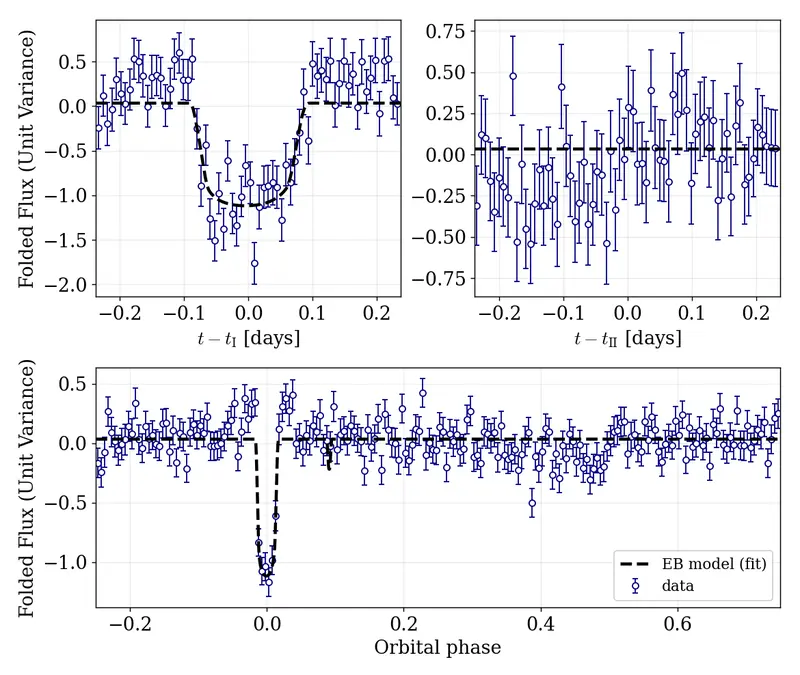 Folded Flux (Unit Variance)
0.5
0.0
−0.5
−1.0
−1.5
−2.0
−0.2 −0.1 0.0 0.1 0.2
t − tI [days]
0.75
0.50
0.25
0.00
−0.25
−0.50
−0.75
−0.2 −0.1 0.0 0.1 0.2
t − tII [days]
Folded Flux (Unit Variance)
0.5
0.0
−0.5
−1.0
−0.2 0.0 0.2 0.4 0.6
Orbital phase
EB model (fit)
data